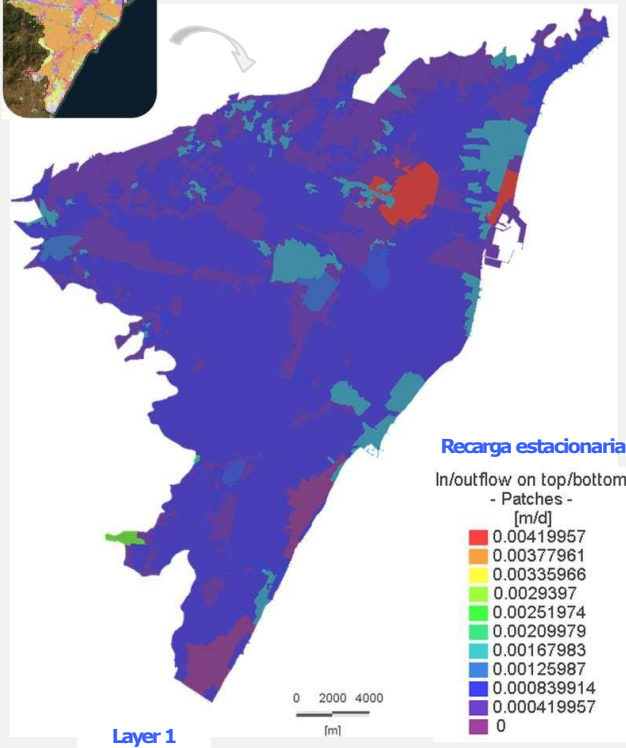 Recarga estacionaria
In/outflow on top/bottom
- Patches -
[m/d]
0.00419957
0.00377961
0.00335966
0.0029397
0.00251974
0.00209979
0.00167983
0.00125987
0.000839914
0.000419957
0
0 2000 4000
[m]
Layer 1